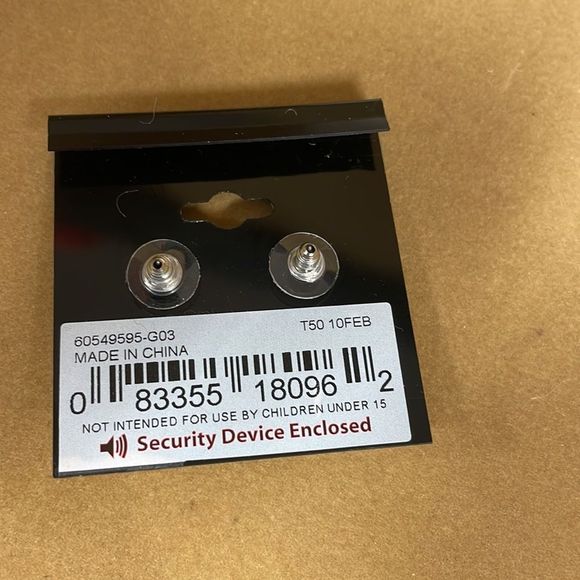 60549595-G03 T50 10FEB
MADE IN CHINA
0 83355 18096 2
NOT INTENDED FOR USE BY CHILDREN UNDER 15
Security Device Enclosed